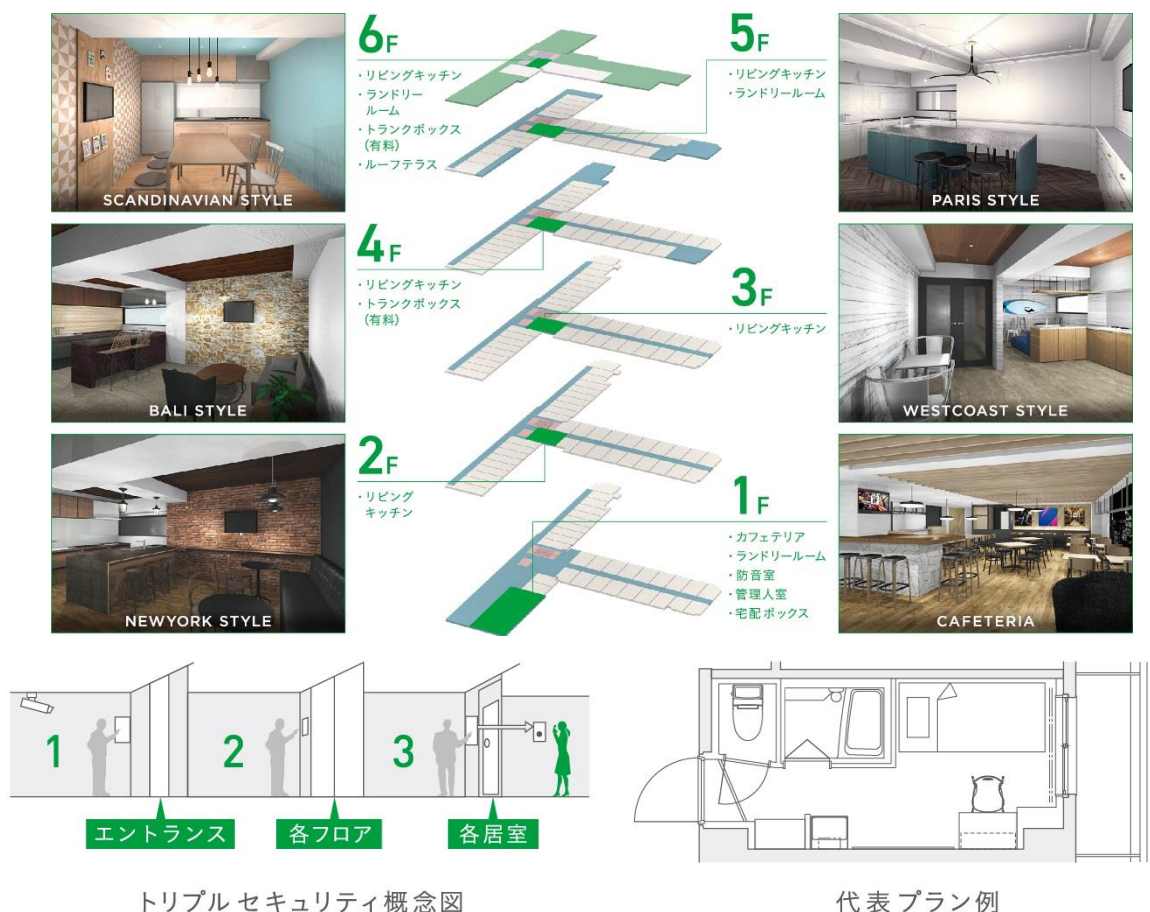 6F
・リビングキッチン
・ランドリー
ルーム
・トランクボックス
(有料)
・ルーフテラス
5F
・リビングキッチン
・ランドリールーム
SCANDINAVIAN STYLE
PARIS STYLE
4F
・リビングキッチン
・トランクボックス
(有料)
3F
・リビングキッチン
BALI STYLE
WESTCOAST STYLE
2F
・リビング
キッチン
1F
・カフェテリア
・ランドリールーム
・防音室
・管理人室
・宅配ボックス
NEWYORK STYLE
CAFETERIA
1
2
3
エントランス
各フロア
各居室
トリプルセキュリティ概念図
代表プラン例